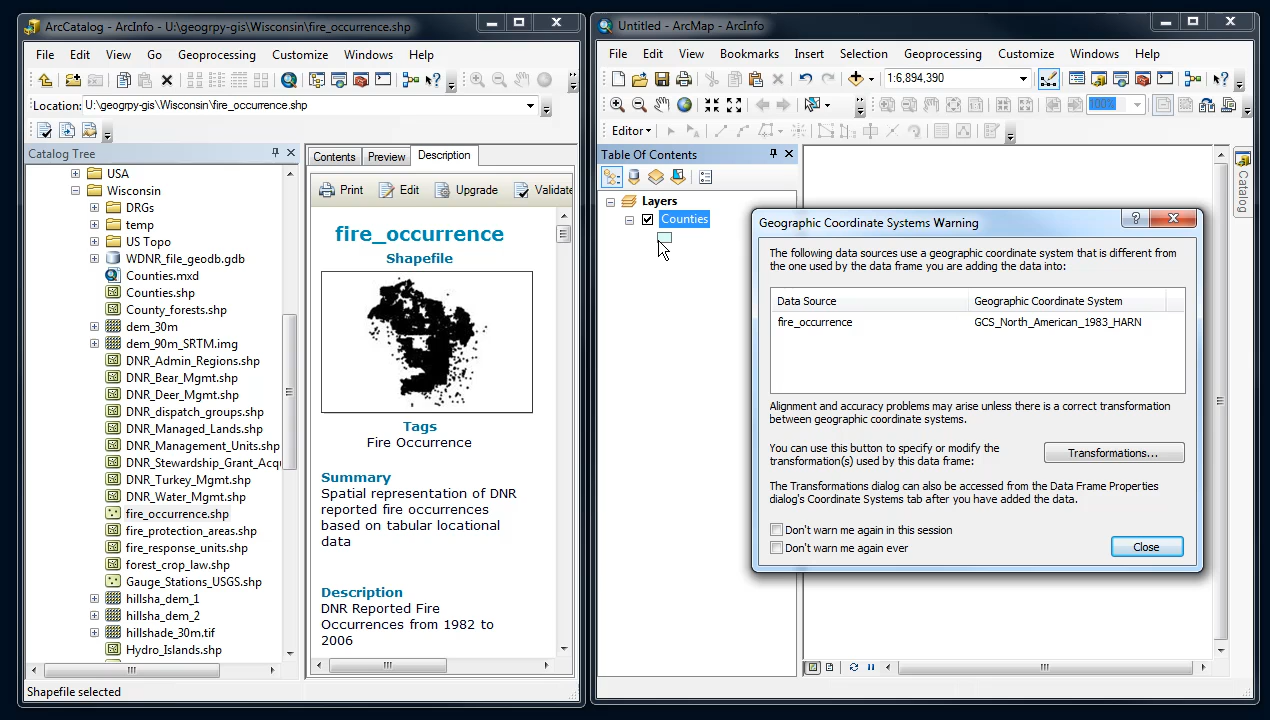 ArcCatalog - ArcInfo - U:\geogrpy-gis\Wisconsin\fire_occurrence.shp
File Edit View Go Geoprocessing Customize Windows Help
Location: U:\geogrpy-gis\Wisconsin\fire_occurrence.shp
Catalog Tree
USA
Wisconsin
DRGs
temp
US Topo
WDNR_file_geodb.gdb
Counties.mxd
Counties.shp
County_forests.shp
dem_30m
dem_90m_SRTM.img
DNR_Admin_Regions.shp
DNR_Bear_Mgmt.shp
DNR_Deer_Mgmt.shp
DNR_dispatch_groups.shp
DNR_Managed_Lands.shp
DNR_Management_Units.shp
DNR_Stewardship_Grant_Acqu
DNR_Turkey_Mgmt.shp
DNR_Water_Mgmt.shp
fire_occurrence.shp
fire_protection_areas.shp
fire_response_units.shp
forest_crop_law.shp
Gauge_Stations_USGS.shp
hillsha_dem_1
hillsha_dem_2
hillshade_30m.tif
Hydro_Islands.shp
Shapefile selected
Contents Preview Description
Print Edit Upgrade Validate
fire_occurrence
Shapefile
Tags
Fire Occurrence
Summary
Spatial representation of DNR
reported fire occurrences
based on tabular locational
data
Description
DNR Reported Fire
Occurrences from 1982 to
2006
Untitled - ArcMap - ArcInfo
File Edit View Bookmarks Insert Selection Geoprocessing Customize Windows Help
1:6,894,390
100%
Editor
Table Of Contents
Layers
Counties
Catalog
Geographic Coordinate Systems Warning
The following data sources use a geographic coordinate system that is different from
the one used by the data frame you are adding the data into:
Data Source Geographic Coordinate System
fire_occurrence GCS_North_American_1983_HARN
Alignment and accuracy problems may arise unless there is a correct transformation
between geographic coordinate systems.
You can use this button to specify or modify the
transformation(s) used by this data frame:
Transformations...
The Transformations dialog can also be accessed from the Data Frame Properties
dialog's Coordinate Systems tab after you have added the data.
Don't warn me again in this session
Don't warn me again ever
Close